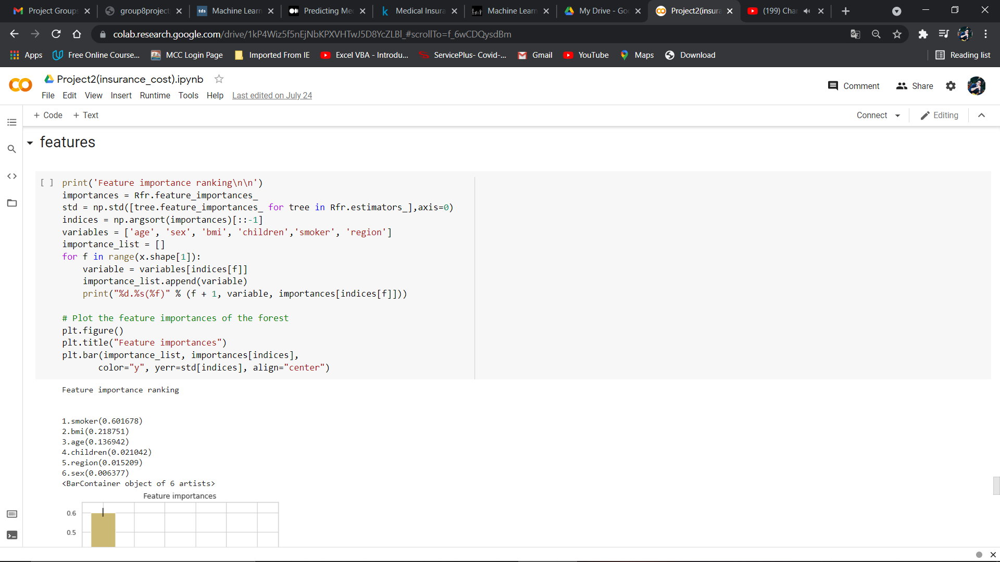 Project Groups
group8project
tds Machine Learn
Predicting Me
k Medical Insura
Machine Learn
My Drive - Go
Project2(insura
(199) Char
colab.research.google.com/drive/1kP4Wiz5f5nEjNbKPXVHTwJ5D8YcZLBl_#scrollTo=f_6wCDQysdBm
Apps
Free Online Course...
MCC Login Page
Imported From IE
Excel VBA - Introdu...
ServicePlus- Covid-...
Gmail
YouTube
Maps
Download
Reading list
Project2(insurance_cost).ipynb
Comment
Share
File Edit View Insert Runtime Tools Help Last edited on July 24
+ Code + Text
Connect
Editing
features
[ ] print('Feature importance ranking\n\n')
importances = Rfr.feature_importances_
std = np.std([tree.feature_importances_ for tree in Rfr.estimators_],axis=0)
indices = np.argsort(importances)[::-1]
variables = ['age', 'sex', 'bmi', 'children','smoker', 'region']
importance_list = []
for f in range(x.shape[1]):
    variable = variables[indices[f]]
    importance_list.append(variable)
    print("%d.%s(%f)" % (f + 1, variable, importances[indices[f]]))
# Plot the feature importances of the forest
plt.figure()
plt.title("Feature importances")
plt.bar(importance_list, importances[indices],
       color="y", yerr=std[indices], align="center")
Feature importance ranking
1.smoker(0.601678)
2.bmi(0.218751)
3.age(0.136942)
4.children(0.021042)
5.region(0.015209)
6.sex(0.006377)
<BarContainer object of 6 artists>
Feature importances
0.6
0.5